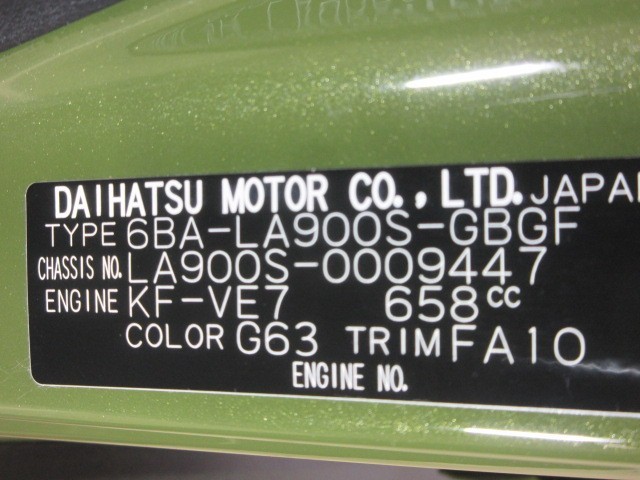 DAIHATSU MOTOR CO., LTD. JAPAN
TYPE 6BA-LA900S-GBGF
CHASSIS NO. LA900S-0009447
ENGINE KF-VE7 658cc
COLOR G63 TRIM FA10
ENGINE NO.